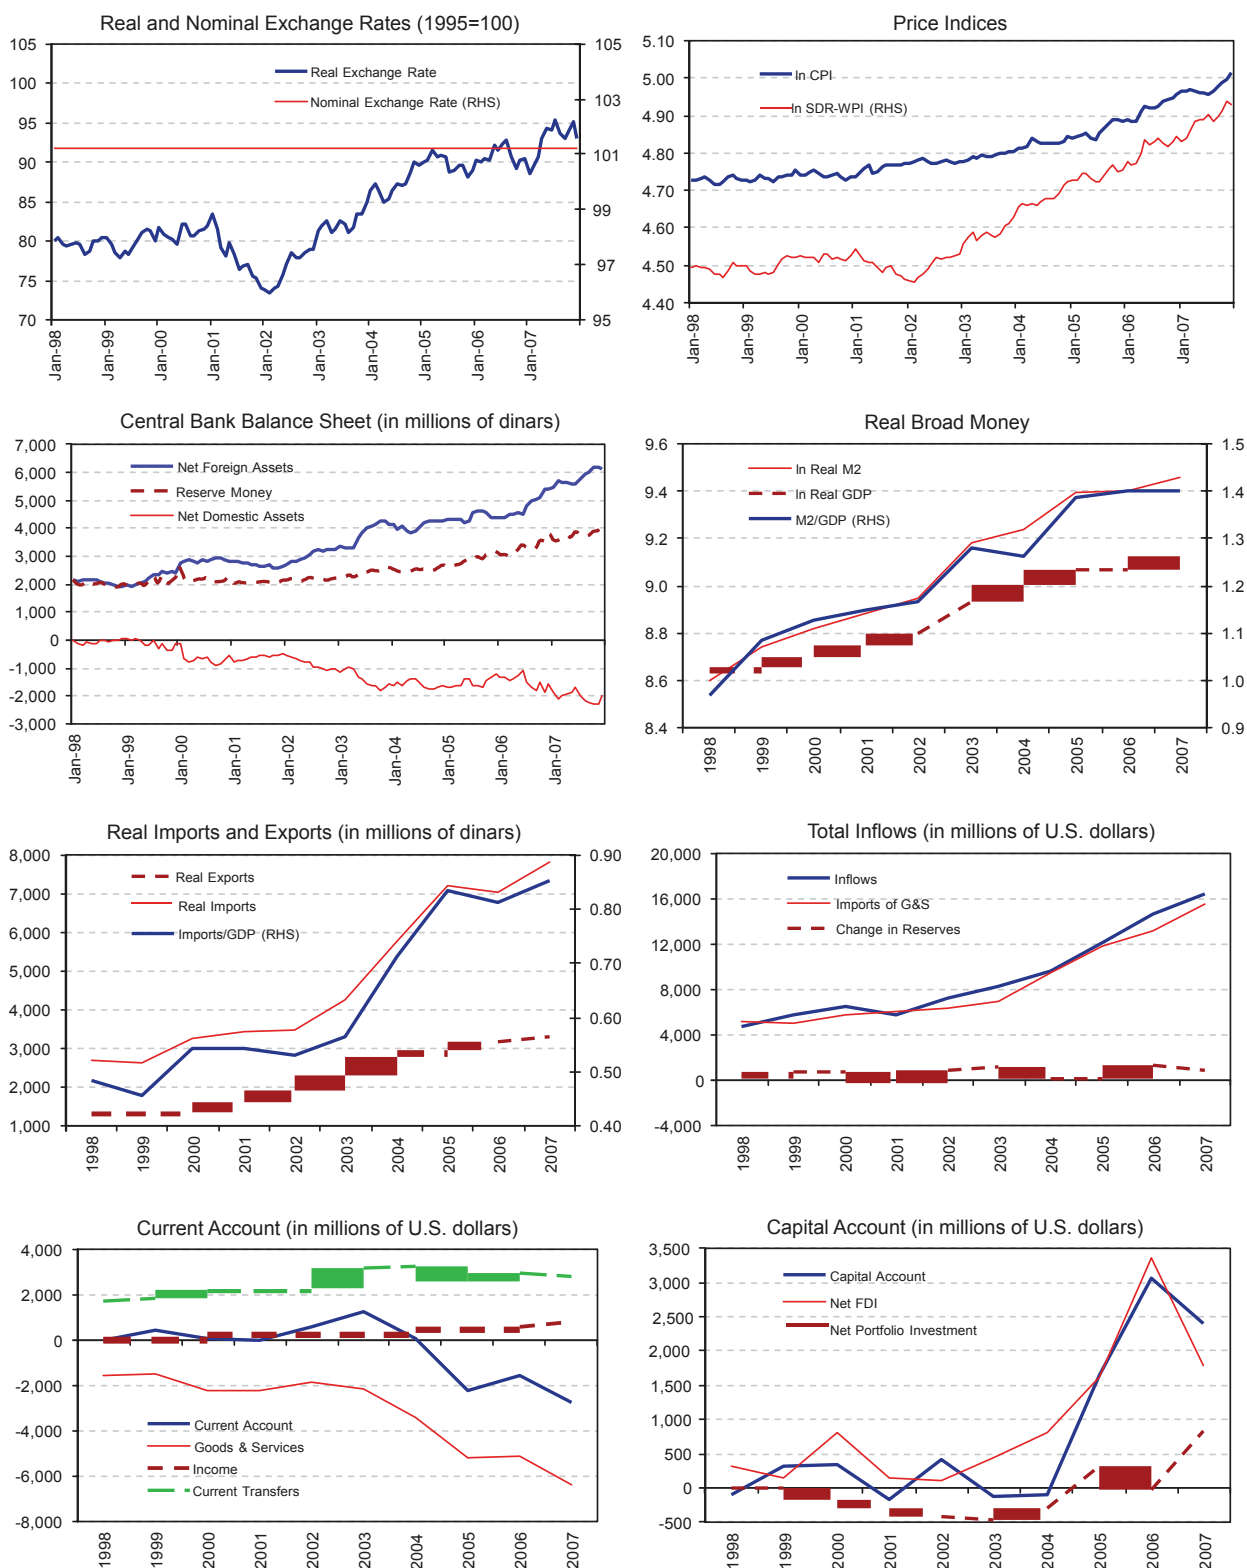 Real and Nominal Exchange Rates (1995=100)
105
100
95
90
85
80
75
70
105
103
101
99
97
95
Real Exchange Rate
Nominal Exchange Rate (RHS)
Jan-98
Jan-99
Jan-00
Jan-01
Jan-02
Jan-03
Jan-04
Jan-05
Jan-06
Jan-07
Price Indices
5.10
5.00
4.90
4.80
4.70
4.60
4.50
4.40
ln CPI
ln SDR-WPI (RHS)
Jan-98
Jan-99
Jan-00
Jan-01
Jan-02
Jan-03
Jan-04
Jan-05
Jan-06
Jan-07
Central Bank Balance Sheet (in millions of dinars)
7,000
6,000
5,000
4,000
3,000
2,000
1,000
0
-1,000
-2,000
-3,000
Net Foreign Assets
Reserve Money
Net Domestic Assets
Jan-98
Jan-99
Jan-00
Jan-01
Jan-02
Jan-03
Jan-04
Jan-05
Jan-06
Jan-07
Real Broad Money
9.6
9.4
9.2
9.0
8.8
8.6
8.4
1.5
1.4
1.3
1.2
1.1
1.0
0.9
ln Real M2
ln Real GDP
M2/GDP (RHS)
1998
1999
2000
2001
2002
2003
2004
2005
2006
2007
Real Imports and Exports (in millions of dinars)
8,000
7,000
6,000
5,000
4,000
3,000
2,000
1,000
0.90
0.80
0.70
0.60
0.50
0.40
Real Exports
Real Imports
Imports/GDP (RHS)
1998
1999
2000
2001
2002
2003
2004
2005
2006
2007
Total Inflows (in millions of U.S. dollars)
20,000
16,000
12,000
8,000
4,000
0
-4,000
Inflows
Imports of G&S
Change in Reserves
1998
1999
2000
2001
2002
2003
2004
2005
2006
2007
Current Account (in millions of U.S. dollars)
4,000
2,000
0
-2,000
-4,000
-6,000
-8,000
Current Account
Goods & Services
Income
Current Transfers
1998
1999
2000
2001
2002
2003
2004
2005
2006
2007
Capital Account (in millions of U.S. dollars)
3,500
3,000
2,500
2,000
1,500
1,000
500
0
-500
Capital Account
Net FDI
Net Portfolio Investment
1998
1999
2000
2001
2002
2003
2004
2005
2006
2007